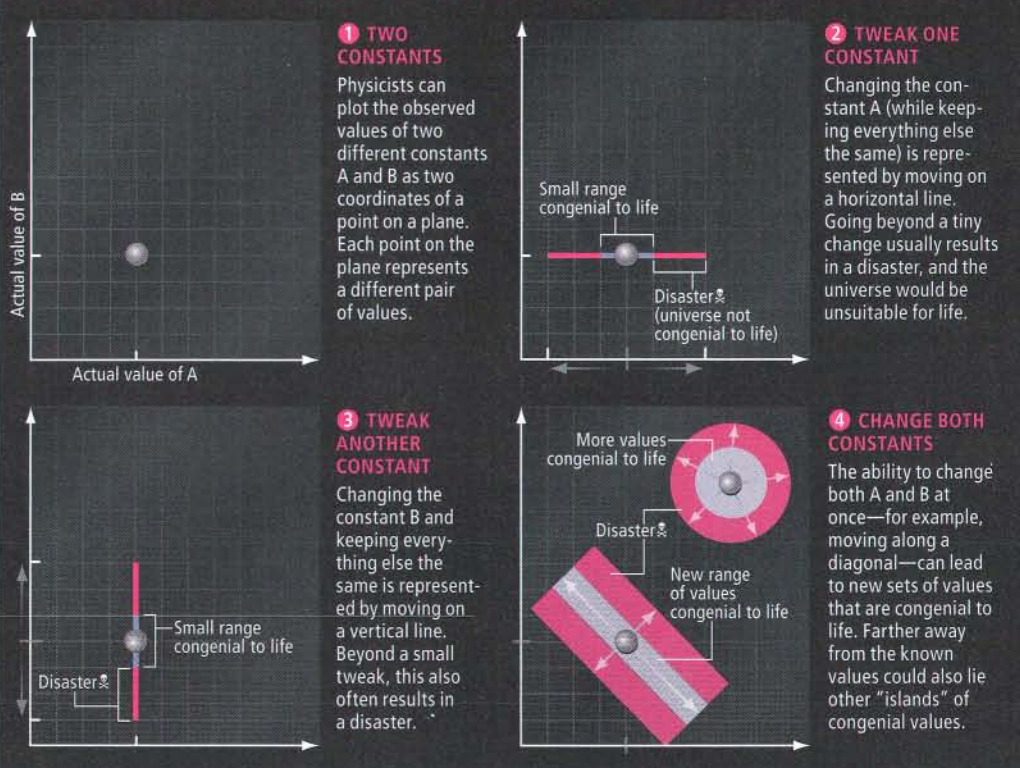 Actual value of B
Actual value of A
1 TWO
CONSTANTS
Physicists can
plot the observed
values of two
different constants
A and B as two
coordinates of a
point on a plane.
Each point on the
plane represents
a different pair
of values.
Small range
congenial to life
Disaster☠
(universe not
congenial to life)
2 TWEAK ONE
CONSTANT
Changing the con-
stant A (while keep-
ing everything else
the same) is repre-
sented by moving on
a horizontal line.
Going beyond a tiny
change usually results
in a disaster, and the
universe would be
unsuitable for life.
Small range
congenial to life
Disaster☠
3 TWEAK
ANOTHER
CONSTANT
Changing the
constant B and
keeping every-
thing else the
same is represent-
ed by moving on
a vertical line.
Beyond a small
tweak, this also
often results in
a disaster.
More values
congenial to life
Disaster☠
New range
of values
congenial to life
4 CHANGE BOTH
CONSTANTS
The ability to change
both A and B at
once—for example,
moving along a
diagonal—can lead
to new sets of values
that are congenial to
life. Farther away
from the known
values could also lie
other "islands" of
congenial values.